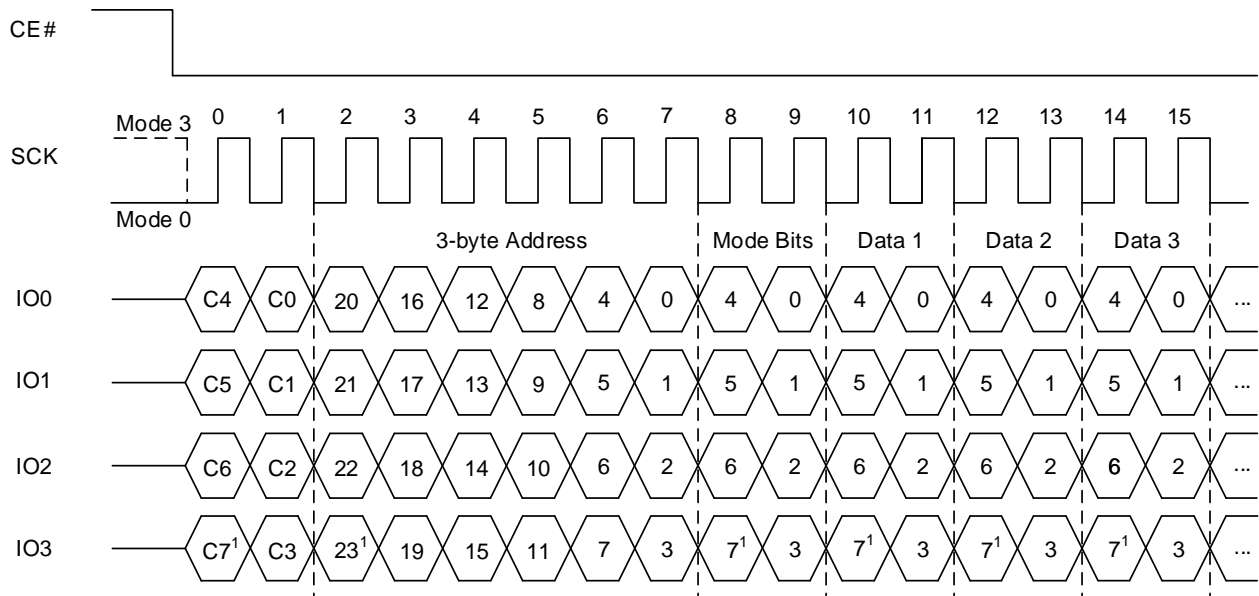 CE#
Mode 3
0 1 2 3 4 5 6 7 8 9 10 11 12 13 14 15
SCK
Mode 0
3-byte Address Mode Bits Data 1 Data 2 Data 3
IO0 C4 C0 20 16 12 8 4 0 4 0 4 0 4 0 4 0 ...
IO1 C5 C1 21 17 13 9 5 1 5 1 5 1 5 1 5 1 ...
IO2 C6 C2 22 18 14 10 6 2 6 2 6 2 6 2 6 2 ...
IO3 C7¹ C3 23¹ 19 15 11 7 3 7¹ 3 7¹ 3 7¹ 3 7¹ 3 ...